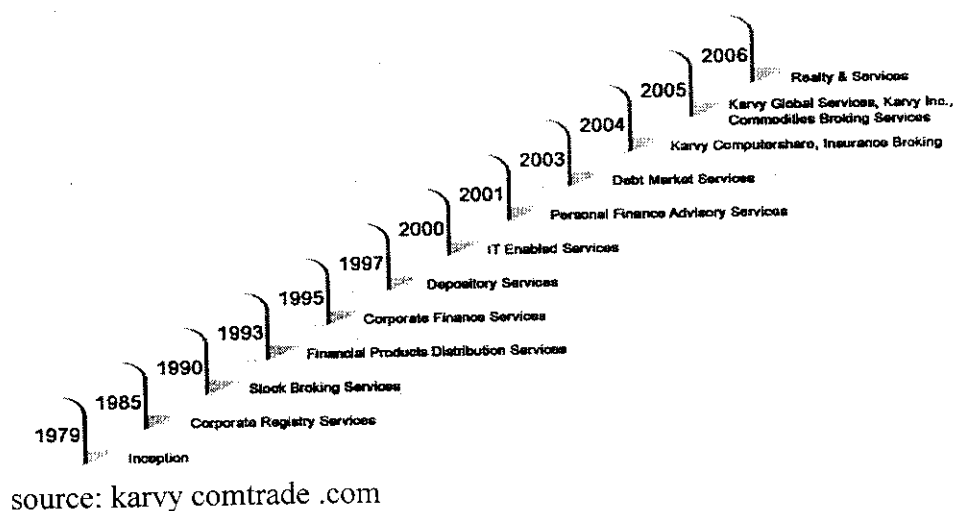 2006
Realty & Services
2005
Karvy Global Services, Karvy Inc.,
Commodities Broking Services
2004
Karvy Computershare, Insurance Broking
2003
Debt Market Services
2001
Personal Finance Advisory Services
2000
IT Enabled Services
1997
Depository Services
1995
Corporate Finance Services
1993
Financial Products Distribution Services
1990
Stock Broking Services
1985
Corporate Registry Services
1979
Inception
source: karvy comtrade .com